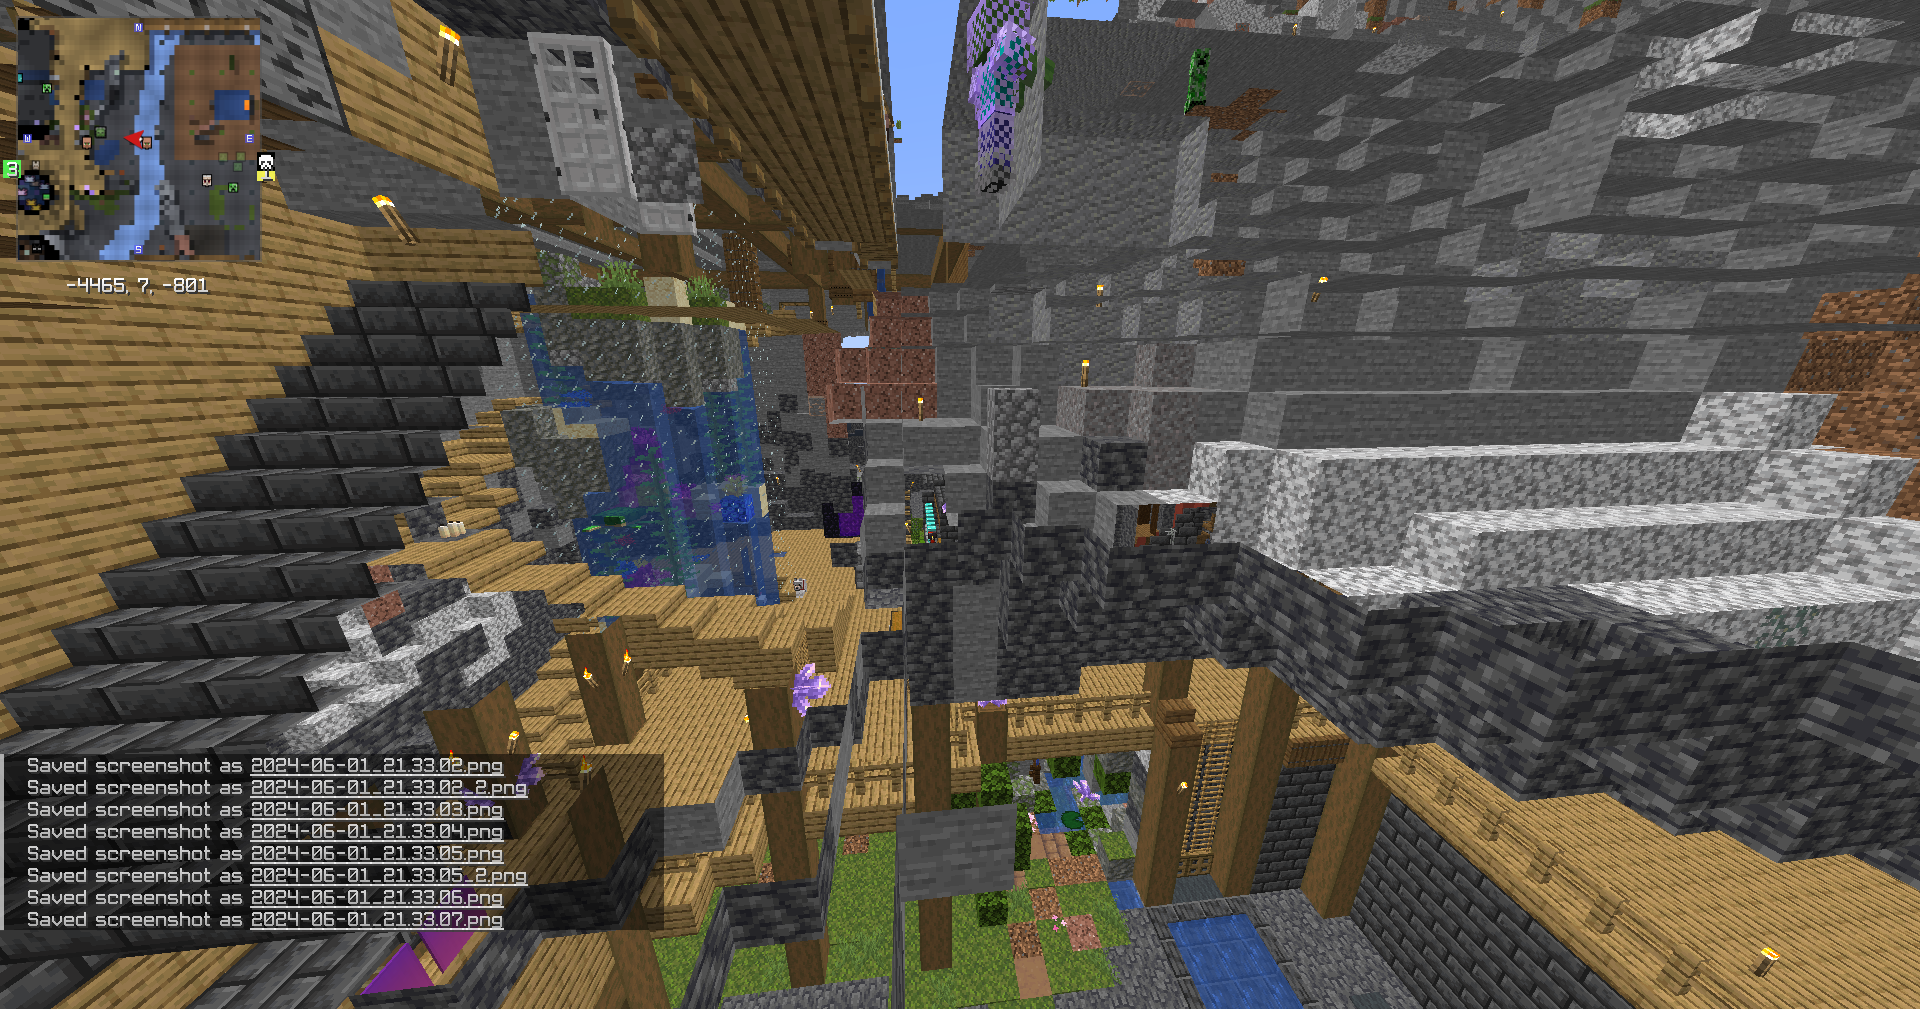 N
W
E
3
S
-4465, 7, -801
Saved screenshot as 2024-06-01_21.33.02.png
Saved screenshot as 2024-06-01_21.33.02_2.png
Saved screenshot as 2024-06-01_21.33.03.png
Saved screenshot as 2024-06-01_21.33.04.png
Saved screenshot as 2024-06-01_21.33.05.png
Saved screenshot as 2024-06-01_21.33.05_2.png
Saved screenshot as 2024-06-01_21.33.06.png
Saved screenshot as 2024-06-01_21.33.07.png